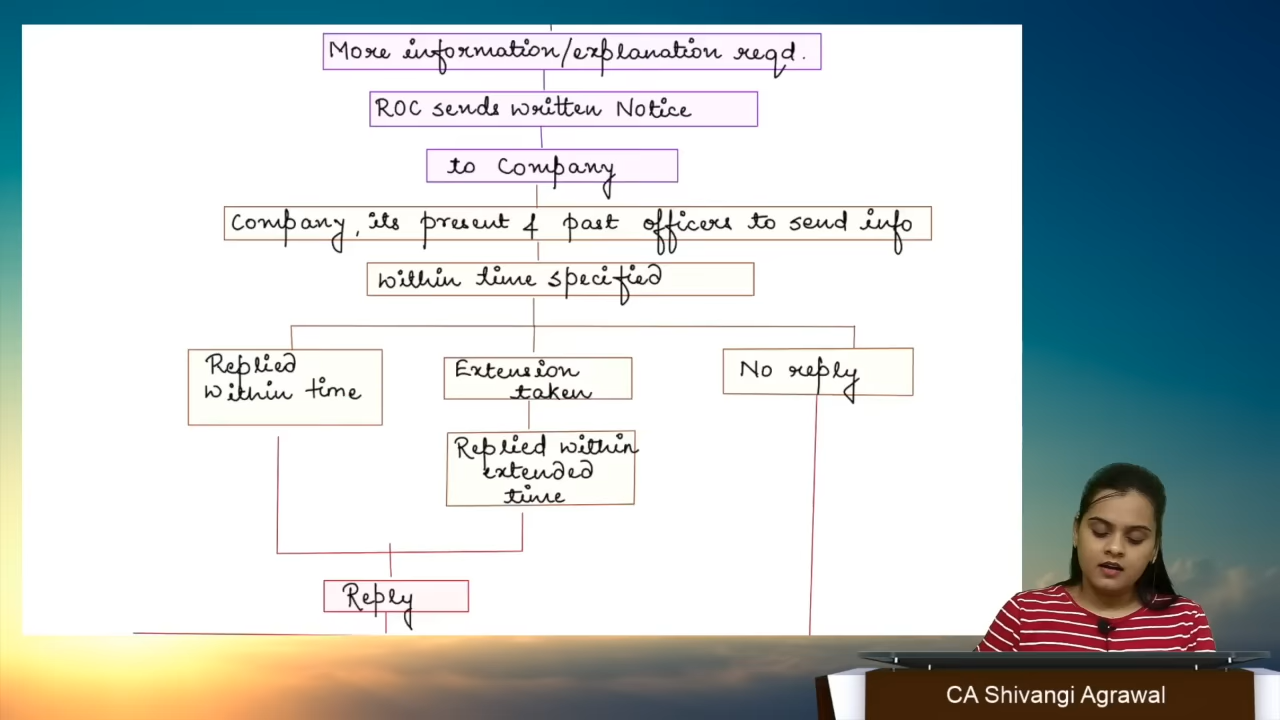 More information/explanation reqd.
ROC sends written Notice
to Company
Company, its present & past officers to send info
within time specified
Replied
within time
Extension
taken
No reply
Replied within
extended
time
Reply
CA Shivangi Agrawal